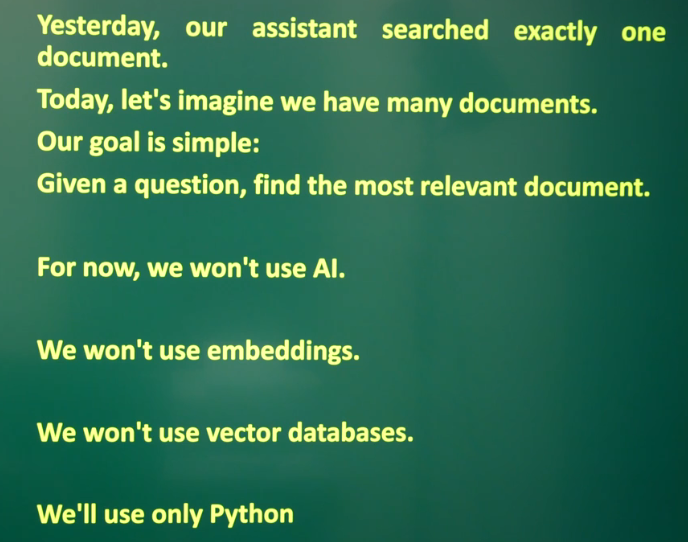 Yesterday, our assistant searched exactly one
document.
Today, let's imagine we have many documents.
Our goal is simple:
Given a question, find the most relevant document.
For now, we won't use AI.
We won't use embeddings.
We won't use vector databases.
We'll use only Python